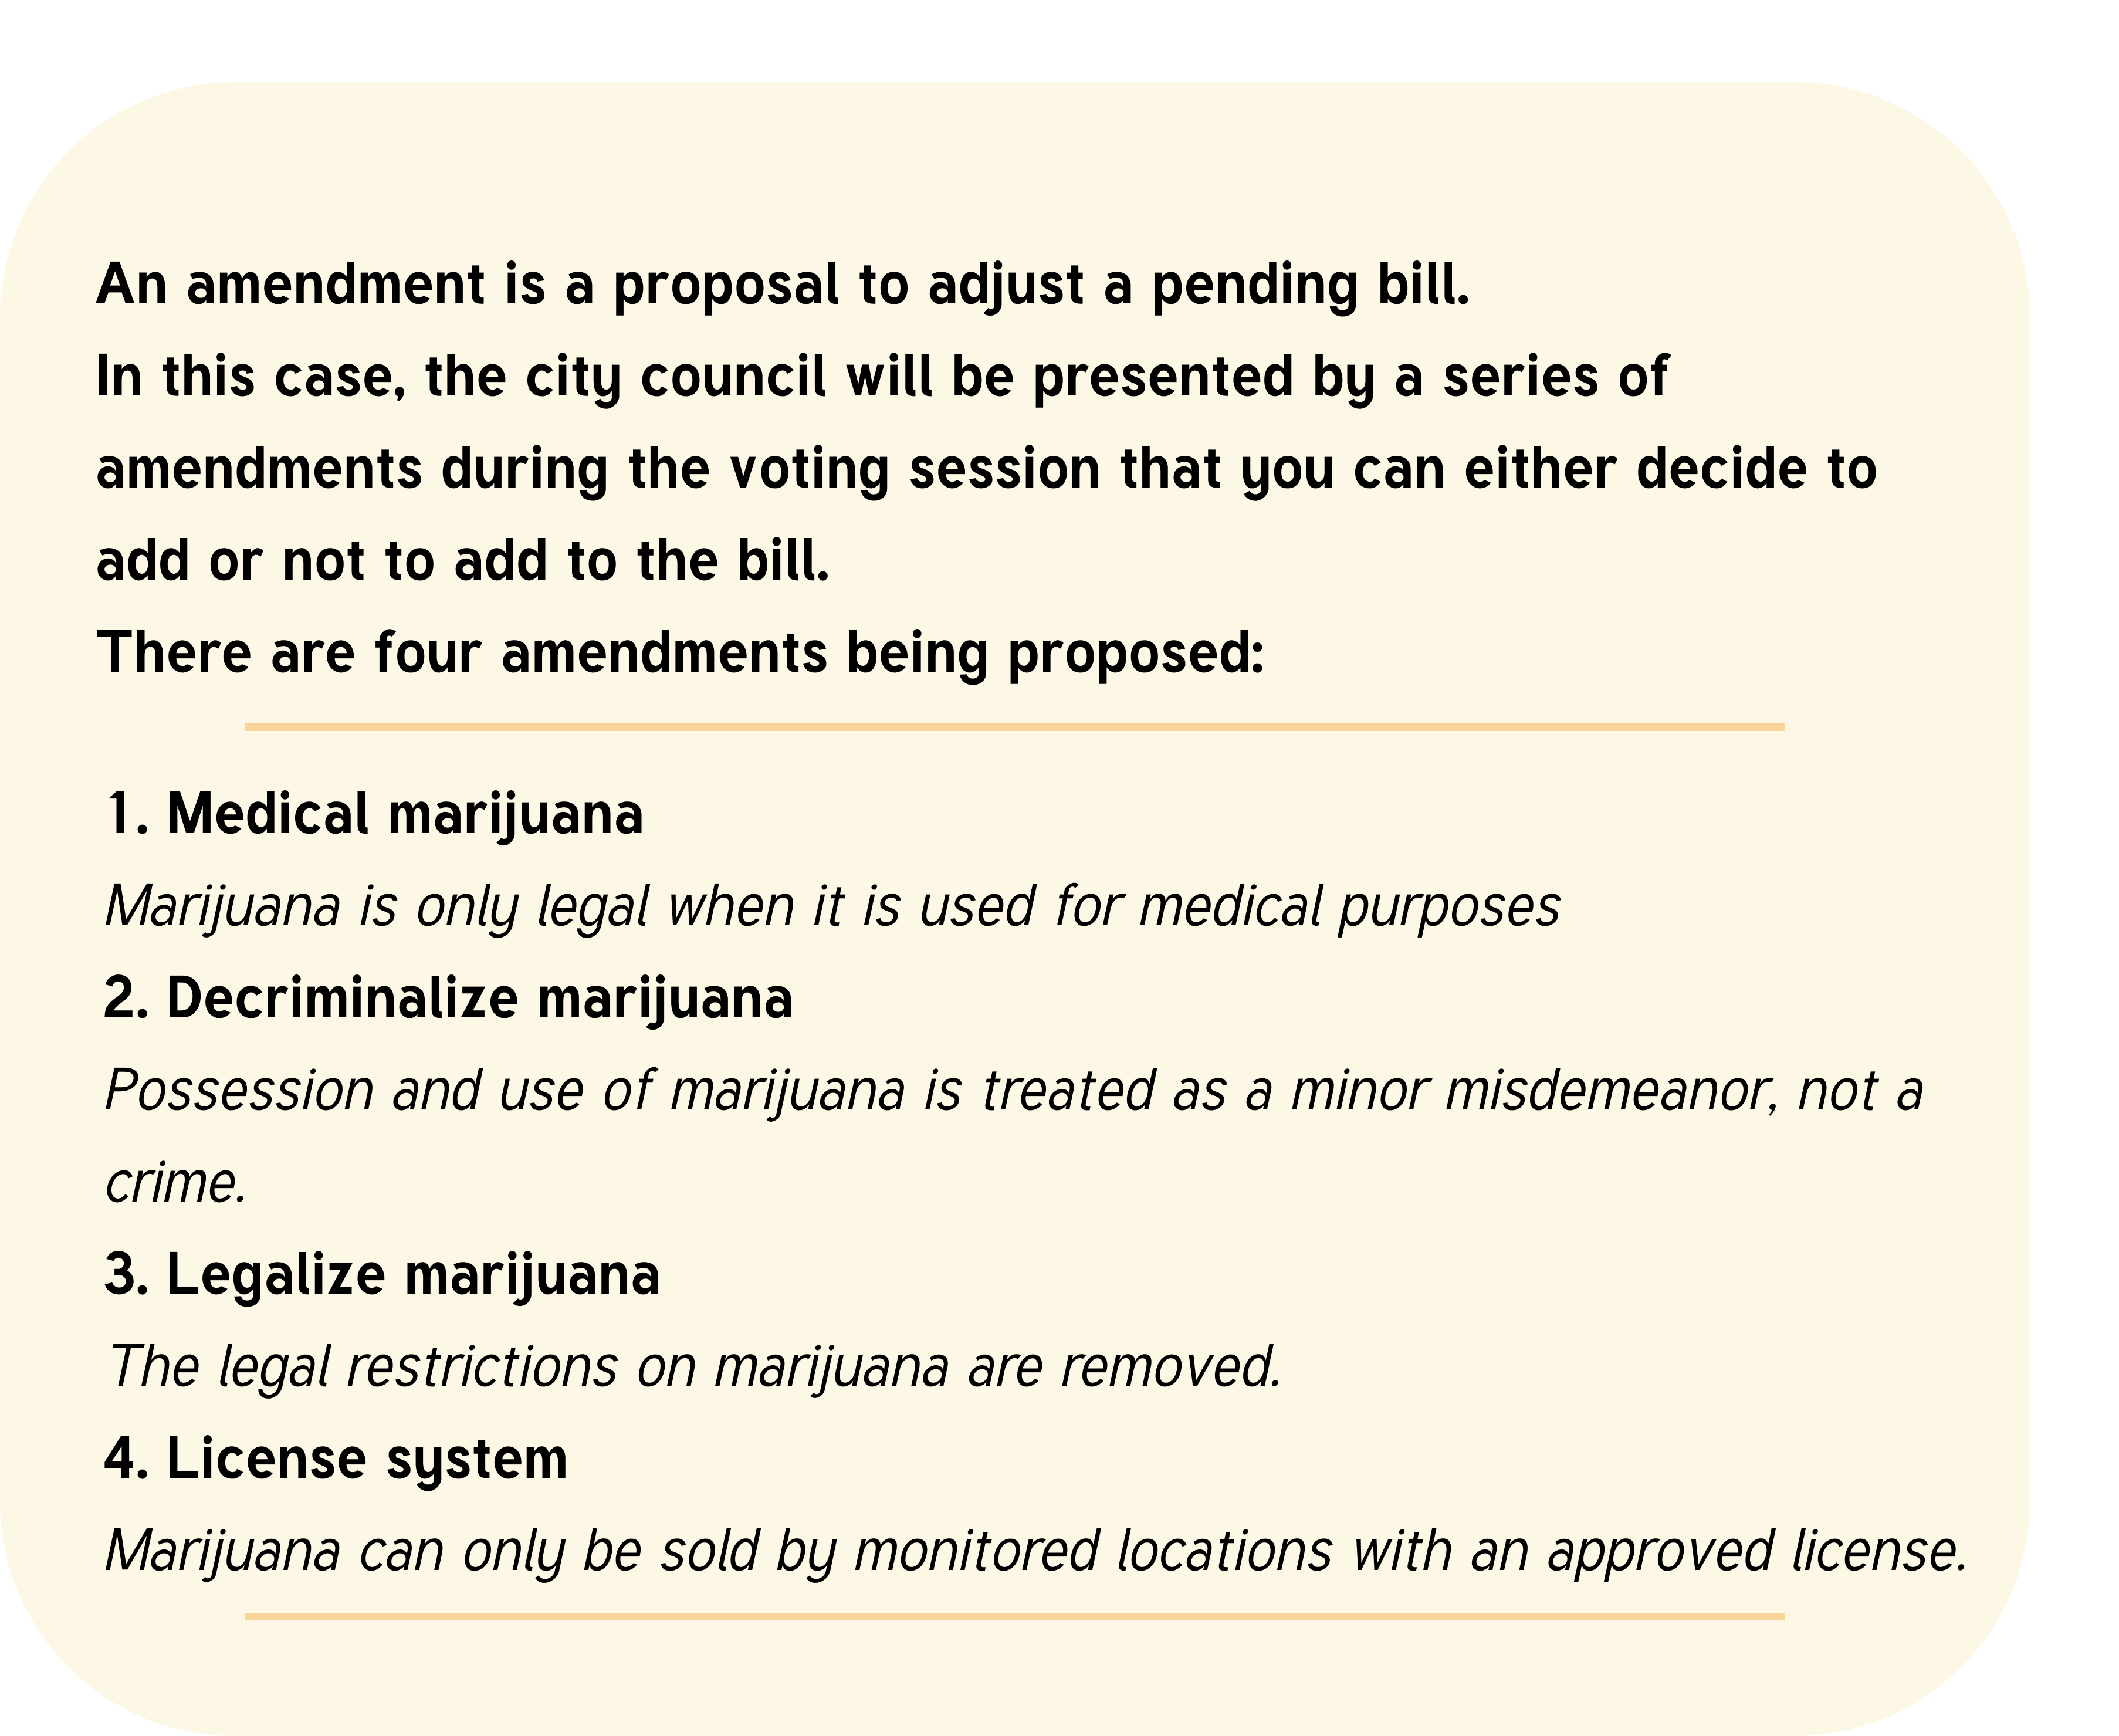 An amendment is a proposal to adjust a pending bill.
In this case, the city council will be presented by a series of
amendments during the voting session that you can either decide to
add or not to add to the bill.
There are four amendments being proposed:
1. Medical marijuana
Marijuana is only legal when it is used for medical purposes
2. Decriminalize marijuana
Possession and use of marijuana is treated as a minor misdemeanor, not a
crime.
3. Legalize marijuana
The legal restrictions on marijuana are removed.
4. License system
Marijuana can only be sold by monitored locations with an approved license.